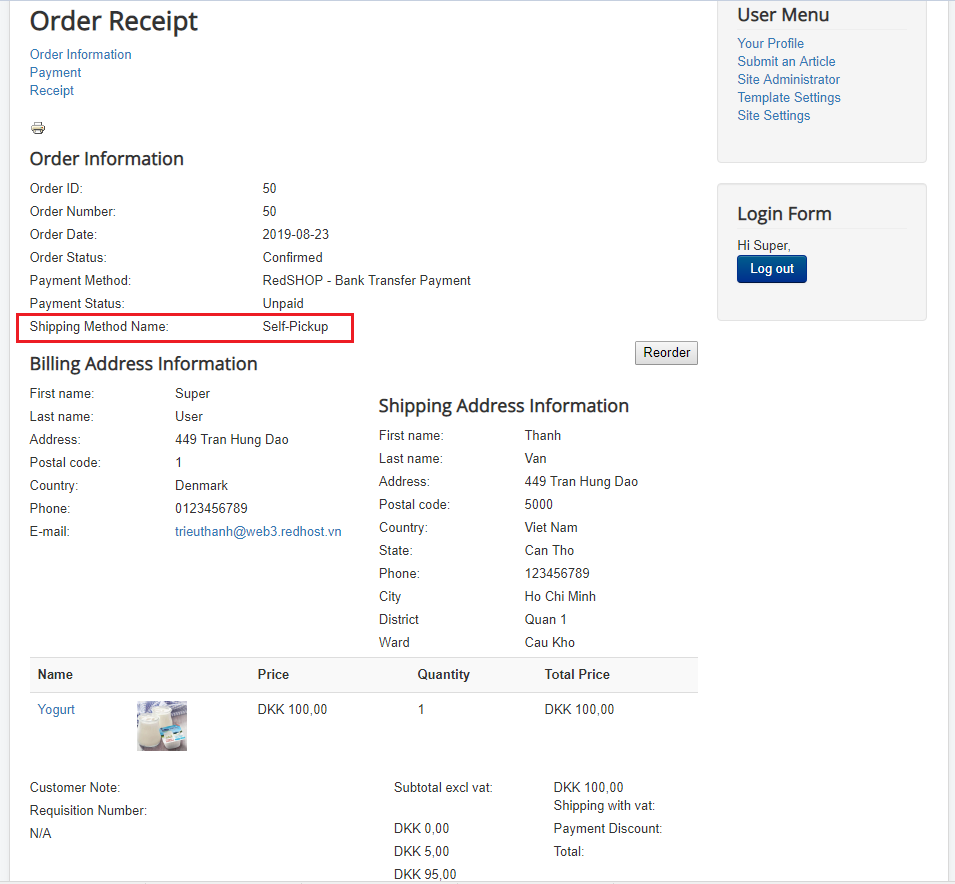 Order Receipt
Order Information
Payment
Receipt
Order Information
Order ID: 50
Order Number: 50
Order Date: 2019-08-23
Order Status: Confirmed
Payment Method: RedSHOP - Bank Transfer Payment
Payment Status: Unpaid
Shipping Method Name: Self-Pickup
Reorder
Billing Address Information
First name: Super
Last name: User
Address: 449 Tran Hung Dao
Postal code: 1
Country: Denmark
Phone: 0123456789
E-mail: trieuthanh@web3.redhost.vn
Shipping Address Information
First name: Thanh
Last name: Van
Address: 449 Tran Hung Dao
Postal code: 5000
Country: Viet Nam
State: Can Tho
Phone: 123456789
City Ho Chi Minh
District Quan 1
Ward Cau Kho
Name Price Quantity Total Price
Yogurt DKK 100,00 1 DKK 100,00
Customer Note:
Requisition Number:
N/A
Subtotal excl vat: DKK 100,00
Shipping with vat:
DKK 0,00 Payment Discount:
DKK 5,00 Total:
DKK 95,00
User Menu
Your Profile
Submit an Article
Site Administrator
Template Settings
Site Settings
Login Form
Hi Super,
Log out